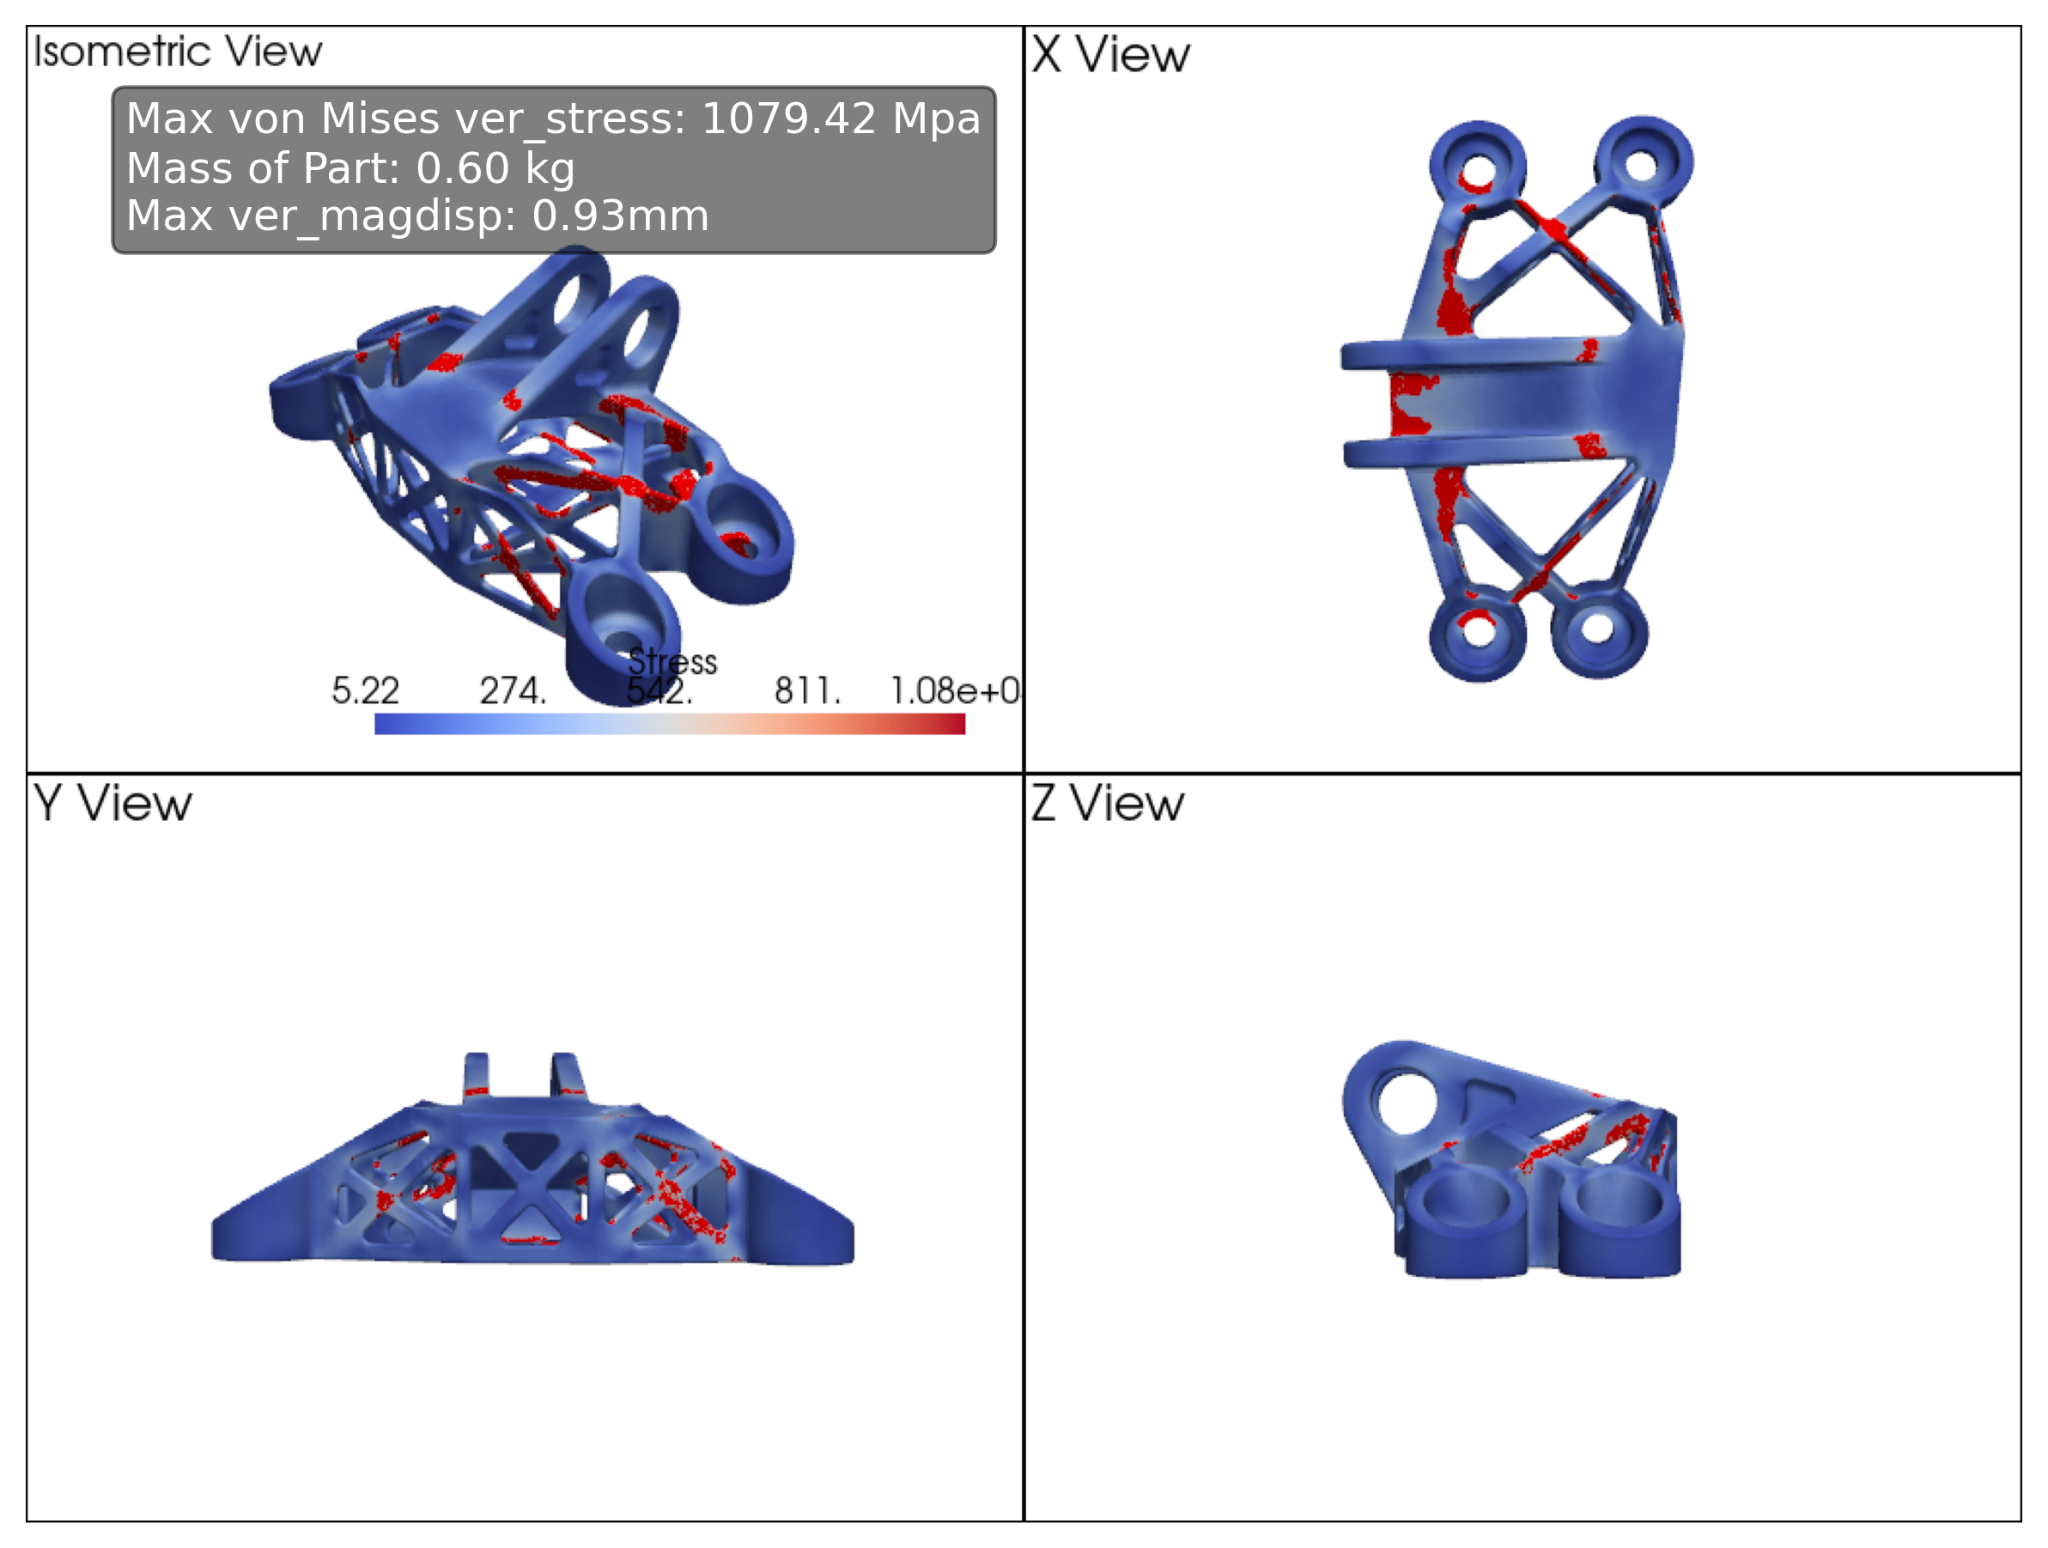 Isometric View
Max von Mises ver_stress: 1079.42 Mpa
Mass of Part: 0.60 kg
Max ver_magdisp: 0.93mm
Stress
5.22 274. 542. 811. 1.08e+0
X View
Y View
Z View